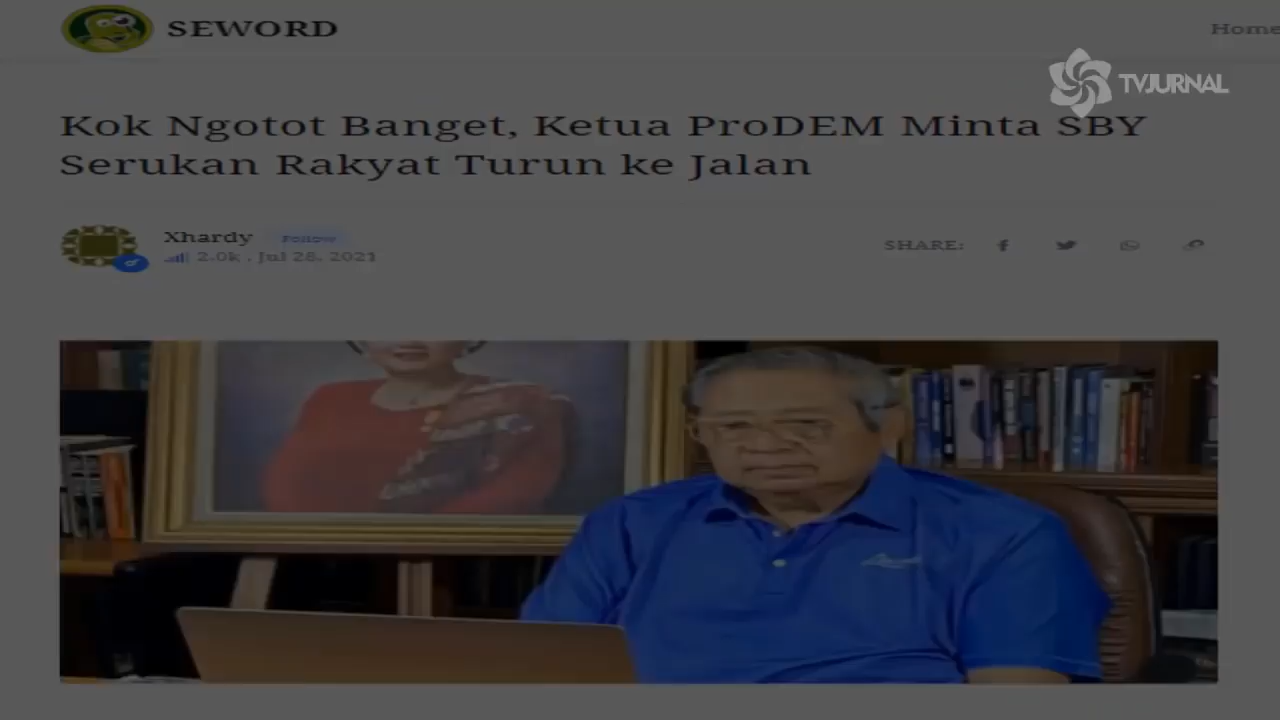 SEWORD
Home
TVJURNAL
Kok Ngotot Banget, Ketua ProDEM Minta SBY
Serukan Rakyat Turun ke Jalan
Xhardy Follow
2.0k . Jul 28, 2021
SHARE: